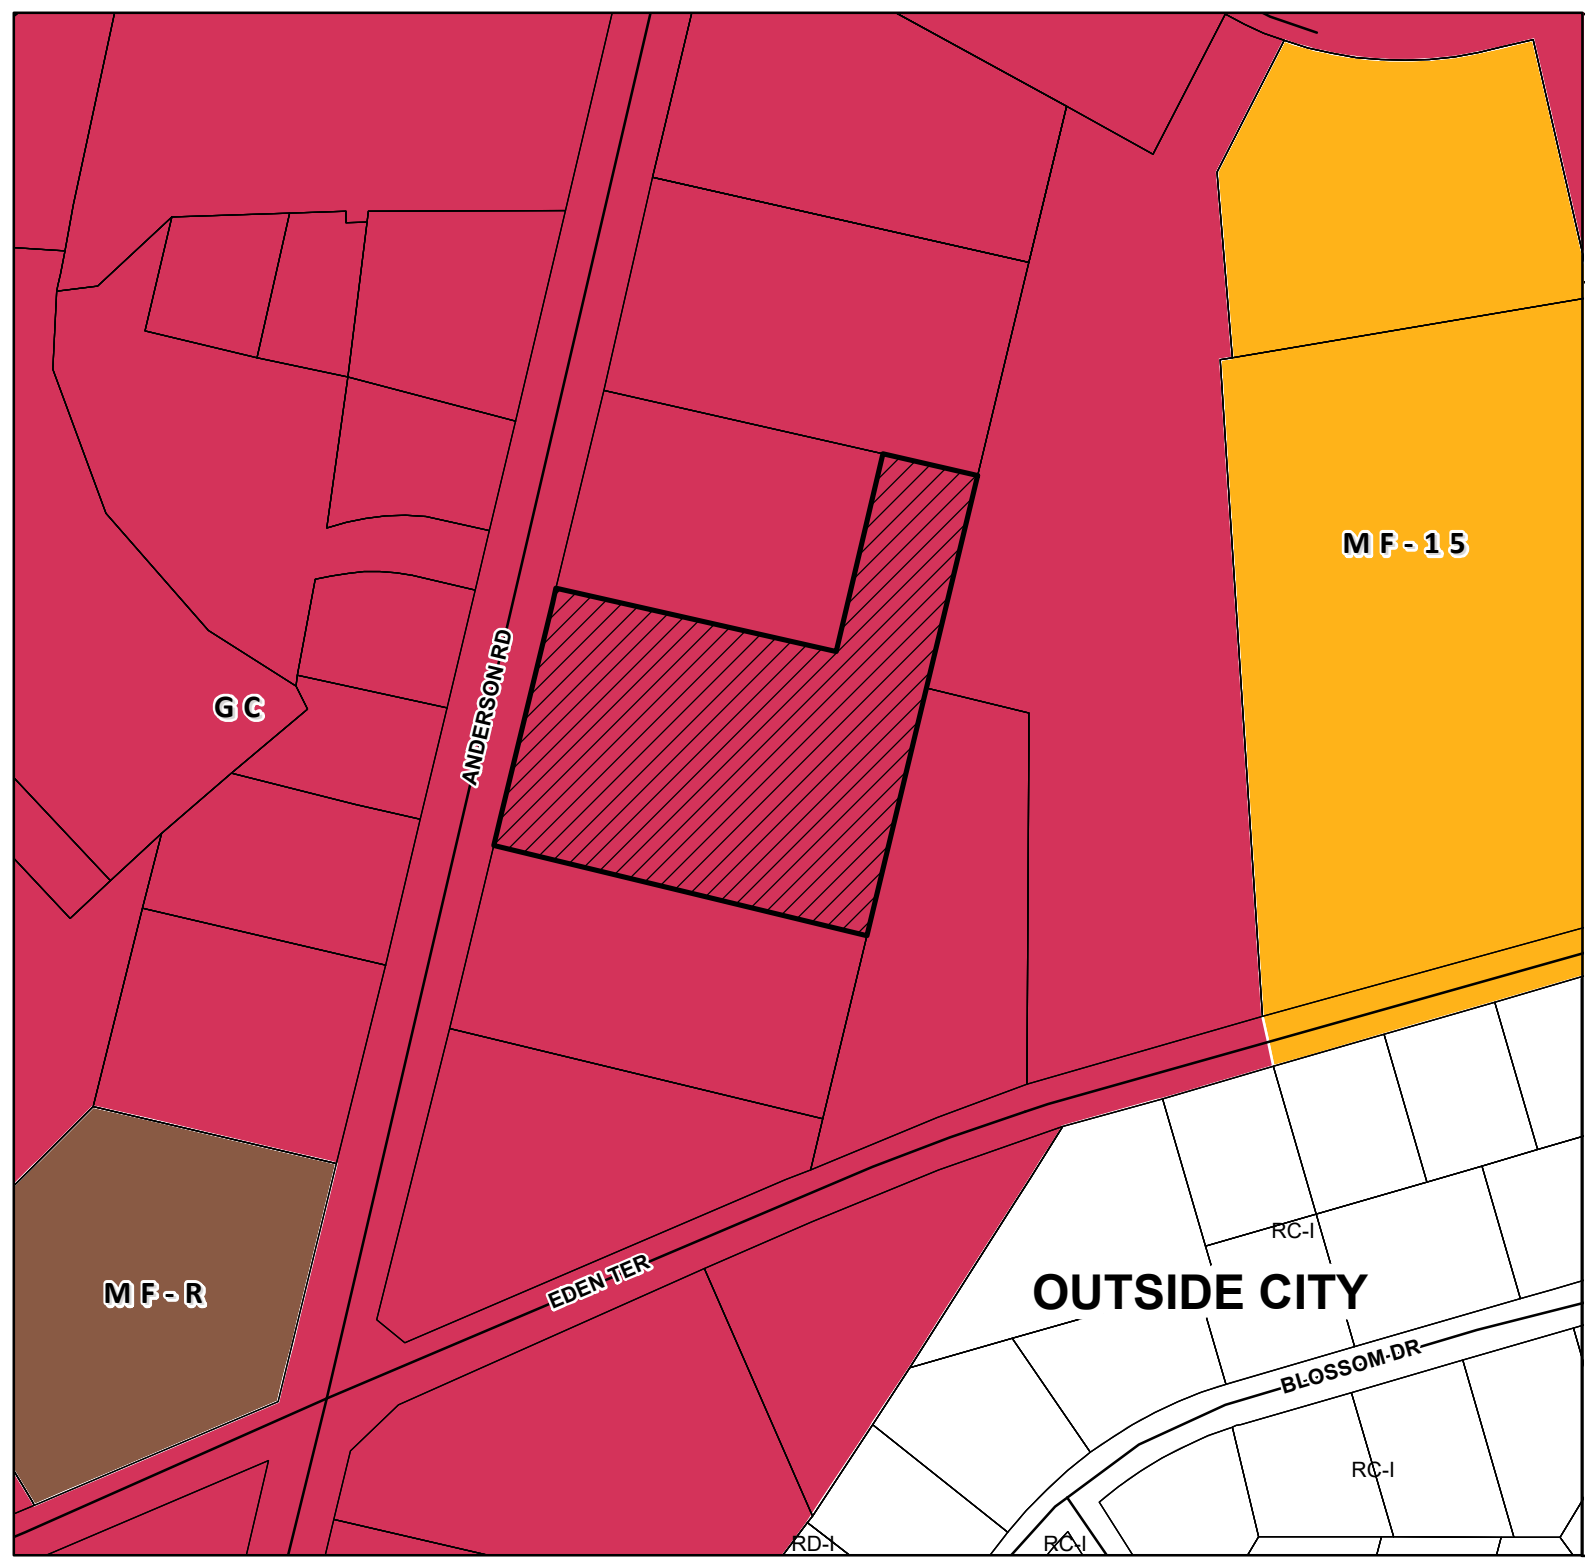 MF-15
ANDERSON RD
GC
RC-I
MF-R
EDEN TER
OUTSIDE CITY
BLOSSOM DR
RC-I
RD-I
RC-I